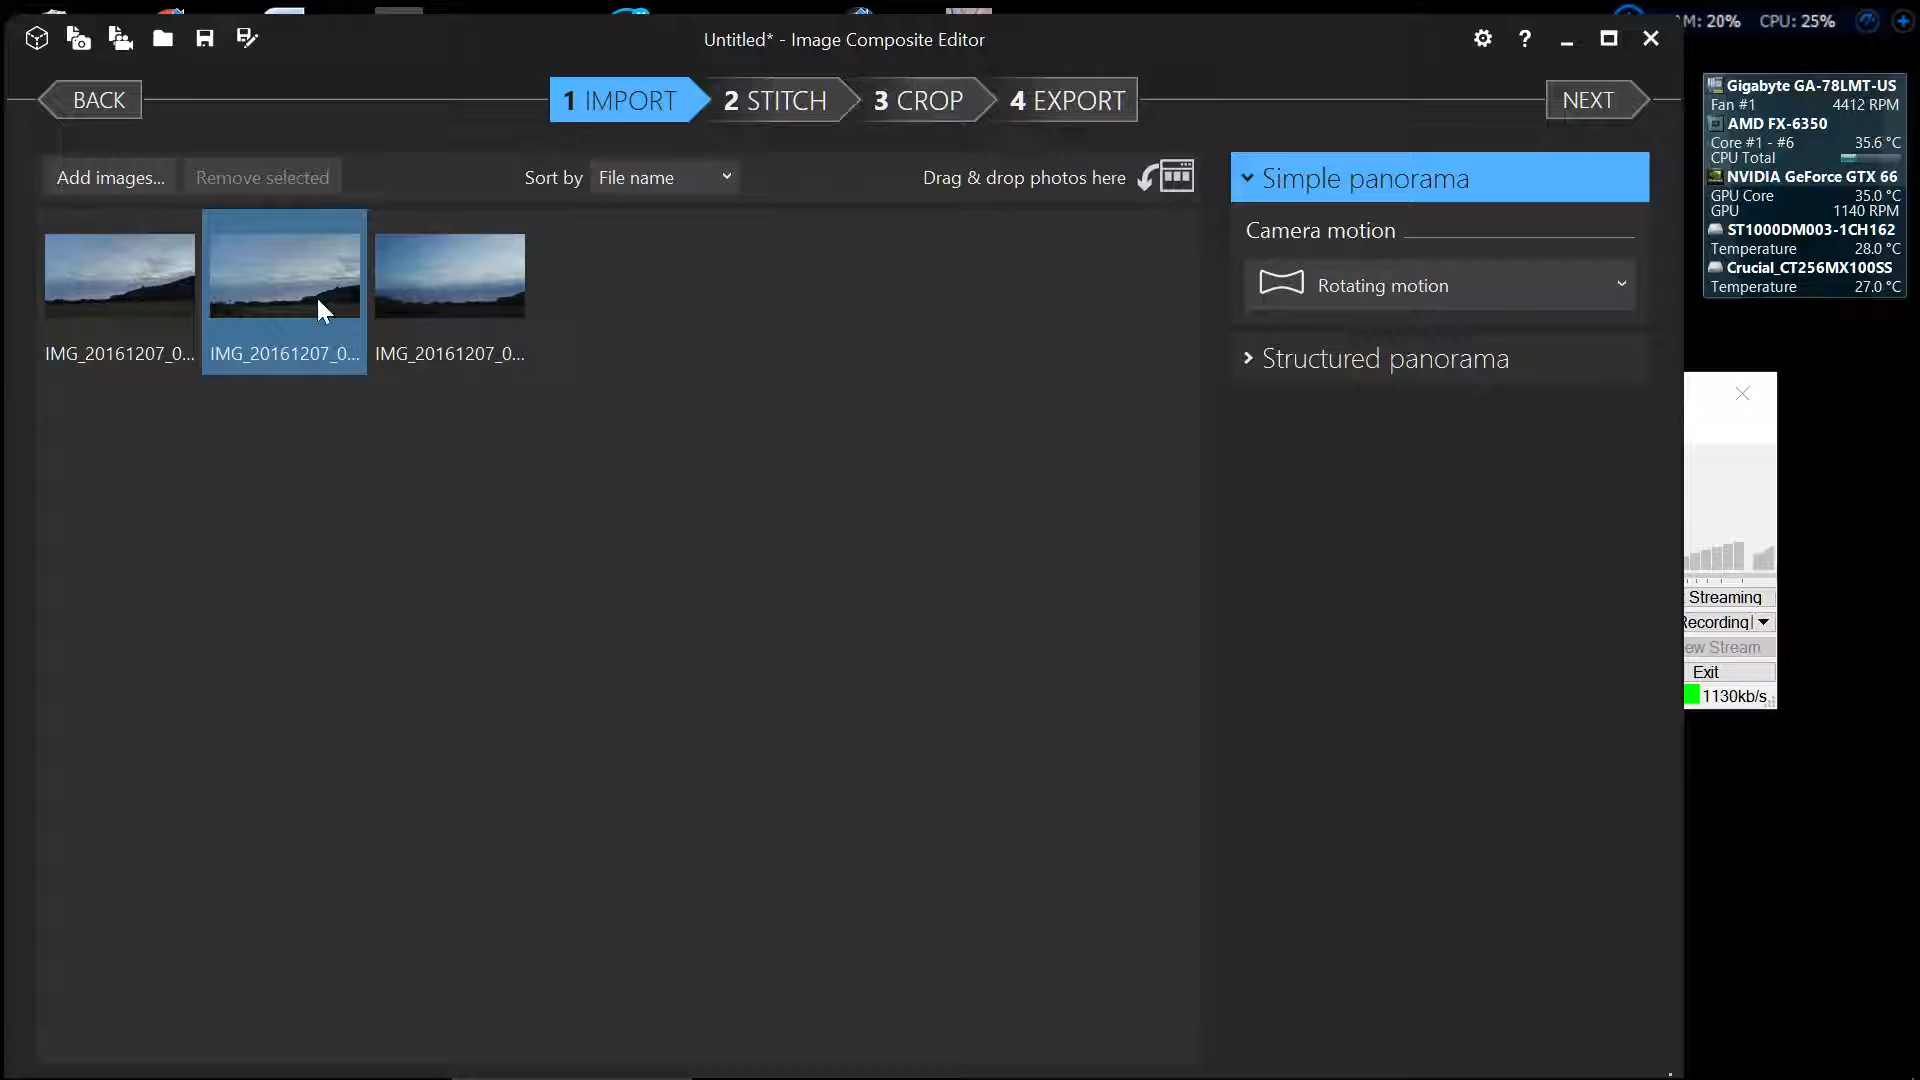 Untitled* - Image Composite Editor
?
M: 20% CPU: 25%
BACK
1 IMPORT
2 STITCH
3 CROP
4 EXPORT
NEXT
Add images...
Remove selected
Sort by
File name
Drag & drop photos here
IMG_20161207_0...
IMG_20161207_0...
IMG_20161207_0...
Simple panorama
Camera motion
Rotating motion
Structured panorama
Gigabyte GA-78LMT-US
Fan #1 4412 RPM
AMD FX-6350
Core #1 - #6 35.6 °C
CPU Total
NVIDIA GeForce GTX 66
GPU Core 35.0 °C
GPU 1140 RPM
ST1000DM003-1CH162
Temperature 28.0 °C
Crucial_CT256MX100SS
Temperature 27.0 °C
Streaming
Recording
ew Stream
Exit
1130kb/s